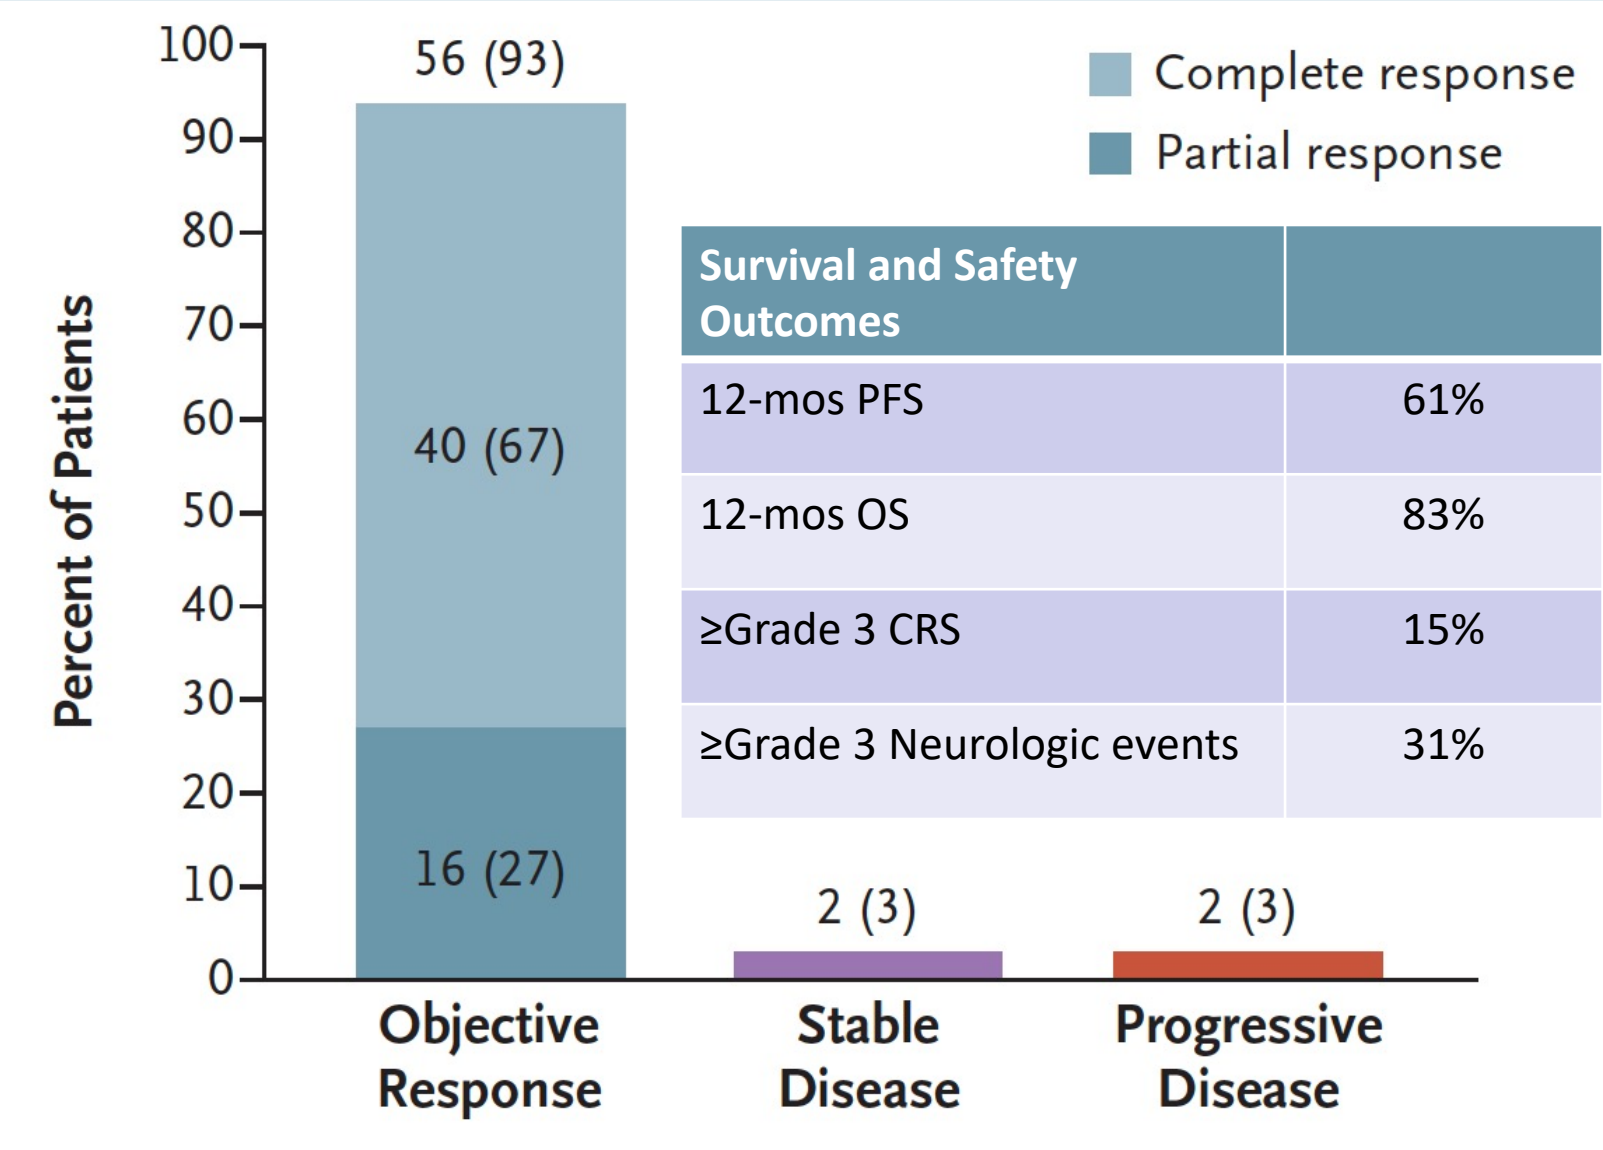 100
90
80
70
60
50
40
30
20
10
0
Percent of Patients
56 (93)
40 (67)
16 (27)
2 (3)
2 (3)
Objective
Response
Stable
Disease
Progressive
Disease
Complete response
Partial response
Survival and Safety
Outcomes
12-mos PFS 61%
12-mos OS 83%
≥Grade 3 CRS 15%
≥Grade 3 Neurologic events 31%